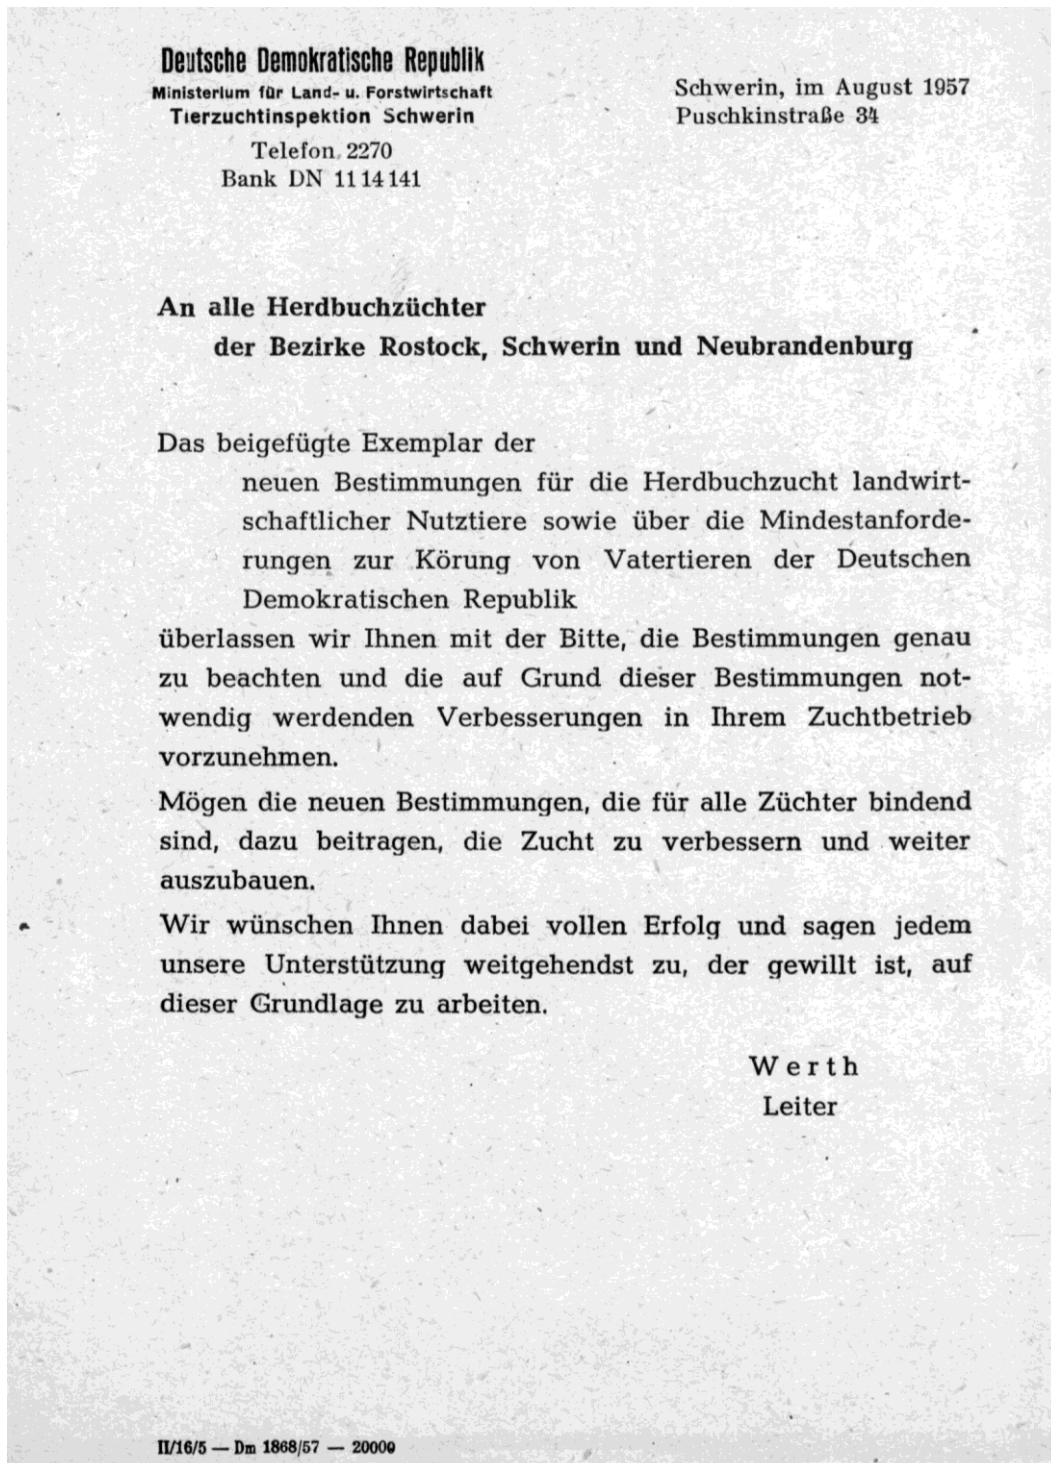 Deutsche Demokratische Republik
Ministerium für Land- u. Forstwirtschaft
Tierzuchtinspektion Schwerin
Telefon 2270
Bank DN 1114141
Schwerin, im August 1957
Puschkinstraße 34
An alle Herdbuchzüchter
der Bezirke Rostock, Schwerin und Neubrandenburg
Das beigefügte Exemplar der
neuen Bestimmungen für die Herdbuchzucht landwirt-
schaftlicher Nutztiere sowie über die Mindestanforde-
rungen zur Körung von Vatertieren der Deutschen
Demokratischen Republik
überlassen wir Ihnen mit der Bitte, die Bestimmungen genau
zu beachten und die auf Grund dieser Bestimmungen not-
wendig werdenden Verbesserungen in Ihrem Zuchtbetrieb
vorzunehmen.
Mögen die neuen Bestimmungen, die für alle Züchter bindend
sind, dazu beitragen, die Zucht zu verbessern und weiter
auszubauen.
Wir wünschen Ihnen dabei vollen Erfolg und sagen jedem
unsere Unterstützung weitgehendst zu, der gewillt ist, auf
dieser Grundlage zu arbeiten.
Werth
Leiter
II/16/5 — Dm 1868/57 — 20000